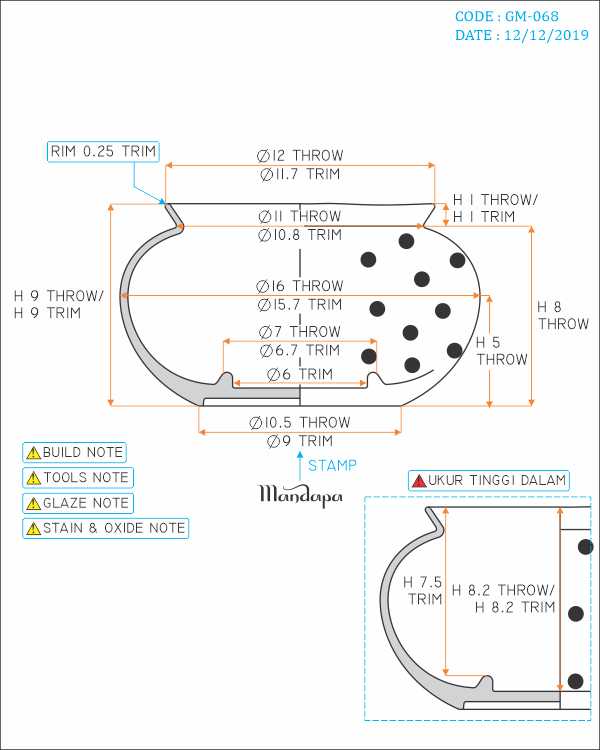 CODE : GM-068
DATE : 12/12/2019
RIM 0.25 TRIM
Ø12 THROW
Ø11.7 TRIM
H 1 THROW/
H 1 TRIM
Ø11 THROW
Ø10.8 TRIM
H 9 THROW/
H 9 TRIM
Ø16 THROW
Ø15.7 TRIM
H 8
THROW
Ø7 THROW
Ø6.7 TRIM
H 5
THROW
Ø6 TRIM
Ø10.5 THROW
Ø9 TRIM
STAMP
Mandapa
BUILD NOTE
TOOLS NOTE
GLAZE NOTE
STAIN & OXIDE NOTE
UKUR TINGGI DALAM
H 7.5
TRIM
H 8.2 THROW/
H 8.2 TRIM